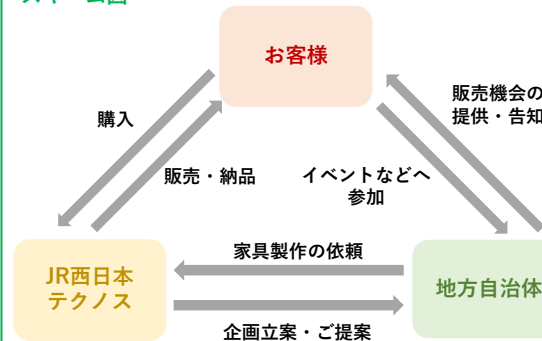 お客様
販売機会の
提供・告知
購入
販売・納品
イベントなどへ
参加
家具製作の依頼
JR西日本
テクノス
地方自治体
企画立案・ご提案